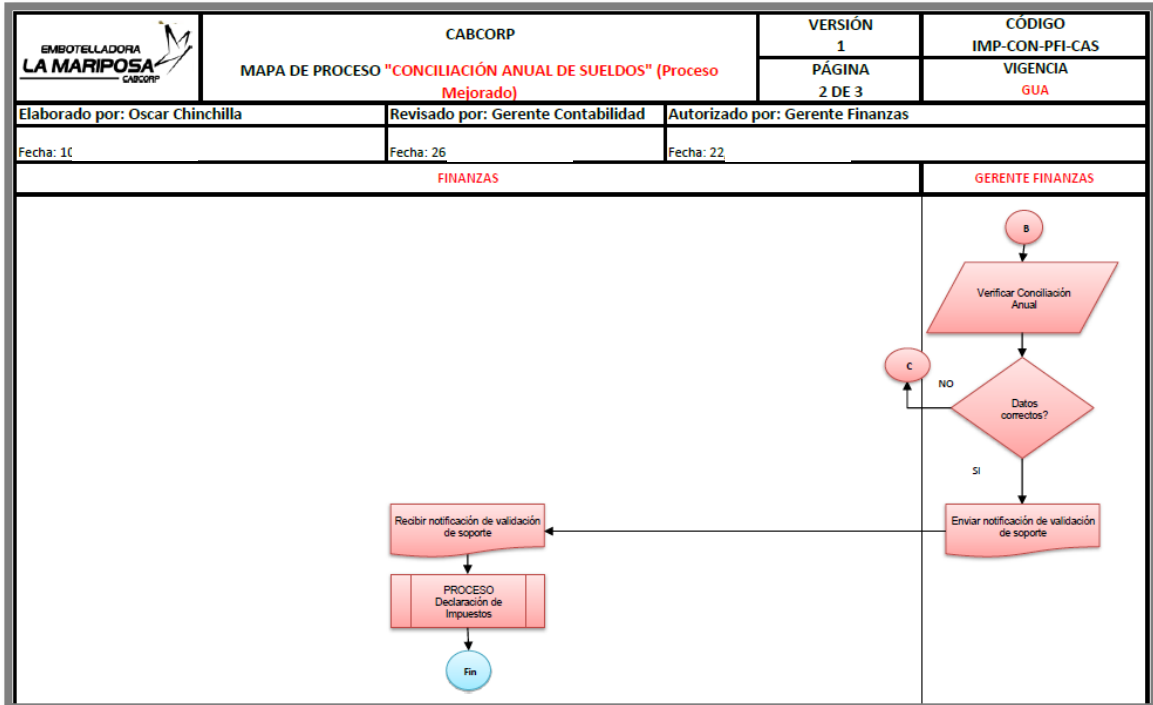 EMBOTELLADORA
LA MARIPOSA
CABCORP
CABCORP
MAPA DE PROCESO "CONCILIACIÓN ANUAL DE SUELDOS" (Proceso
Mejorado)
VERSIÓN
1
CÓDIGO
IMP-CON-PFI-CAS
PÁGINA
2 DE 3
VIGENCIA
GUA
Elaborado por: Oscar Chinchilla
Revisado por: Gerente Contabilidad
Autorizado por: Gerente Finanzas
Fecha: 10
Fecha: 26
Fecha: 22
FINANZAS
GERENTE FINANZAS
B
Verificar Conciliación
Anual
C
NO
Datos
correctos?
SI
Recibir notificación de validación
de soporte
Enviar notificación de validación
de soporte
PROCESO
Declaración de
Impuestos
Fin